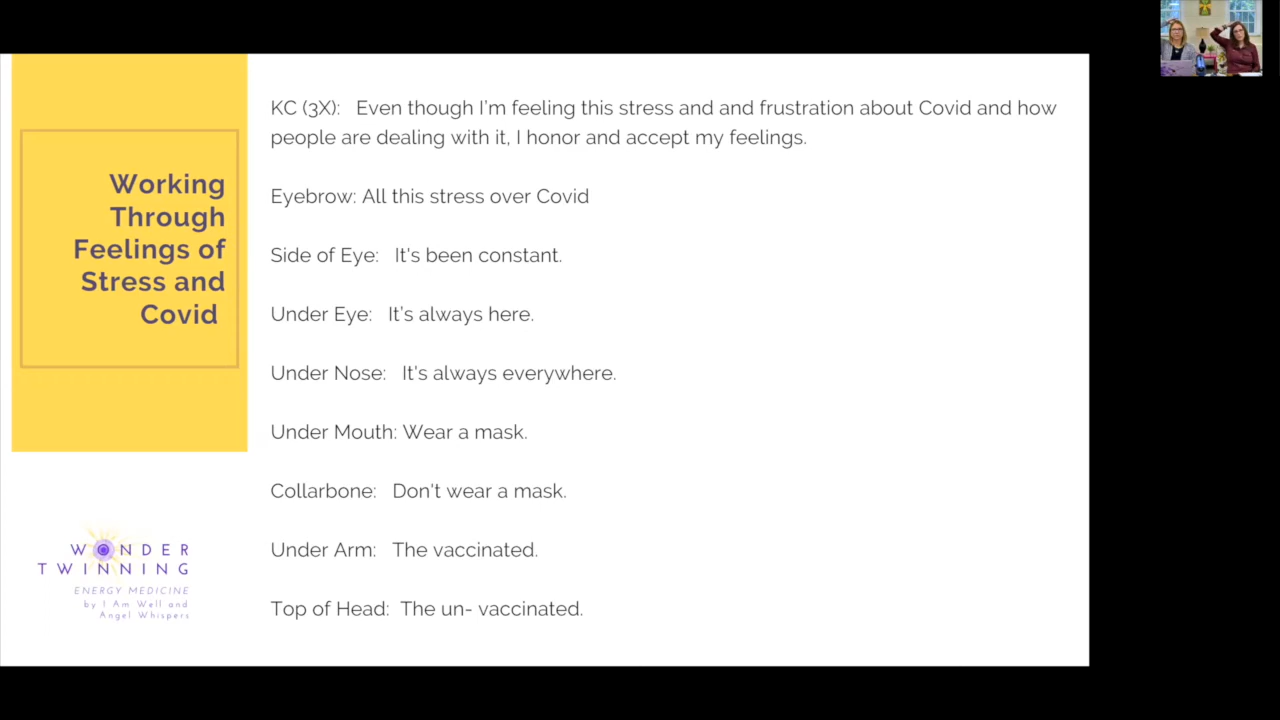 Working
Through
Feelings of
Stress and
Covid
KC (3X): Even though I'm feeling this stress and and frustration about Covid and how
people are dealing with it, I honor and accept my feelings.
Eyebrow: All this stress over Covid
Side of Eye: It's been constant.
Under Eye: It's always here.
Under Nose: It's always everywhere.
Under Mouth: Wear a mask.
Collarbone: Don't wear a mask.
Under Arm: The vaccinated.
Top of Head: The un- vaccinated.
WONDER
TWINNING
ENERGY MEDICINE
by I Am Well and
Angel Whispers